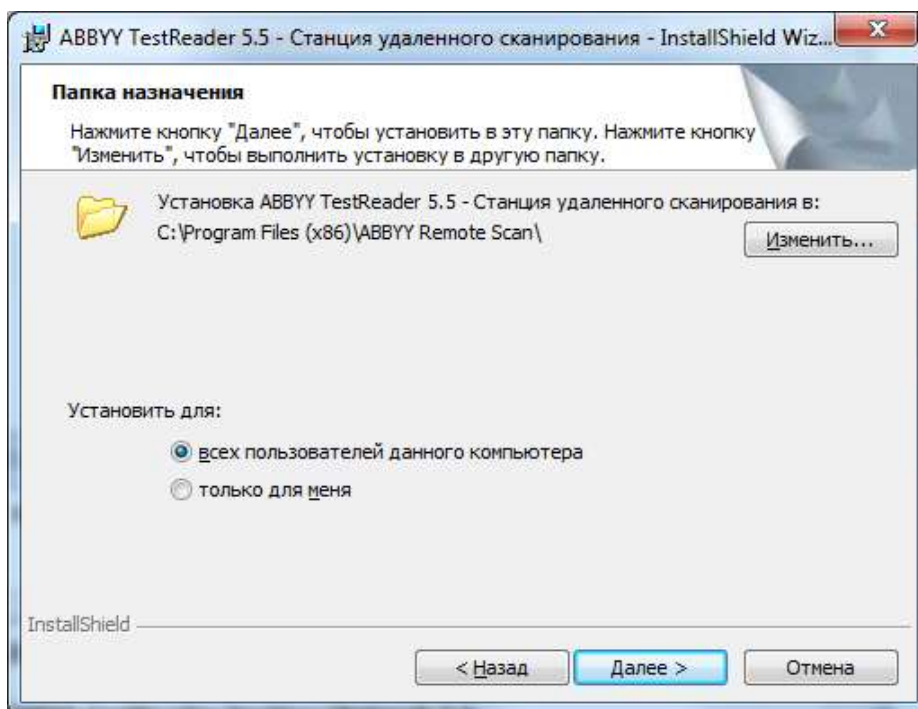 ABBYY TestReader 5.5 - Станция удаленного сканирования - InstallShield Wiz...
Папка назначения
Нажмите кнопку "Далее", чтобы установить в эту папку. Нажмите кнопку
"Изменить", чтобы выполнить установку в другую папку.
Установка ABBYY TestReader 5.5 - Станция удаленного сканирования в:
C:\Program Files (x86)\ABBYY Remote Scan\
Изменить...
Установить для:
всех пользователей данного компьютера
только для меня
InstallShield
< Назад Далее > Отмена